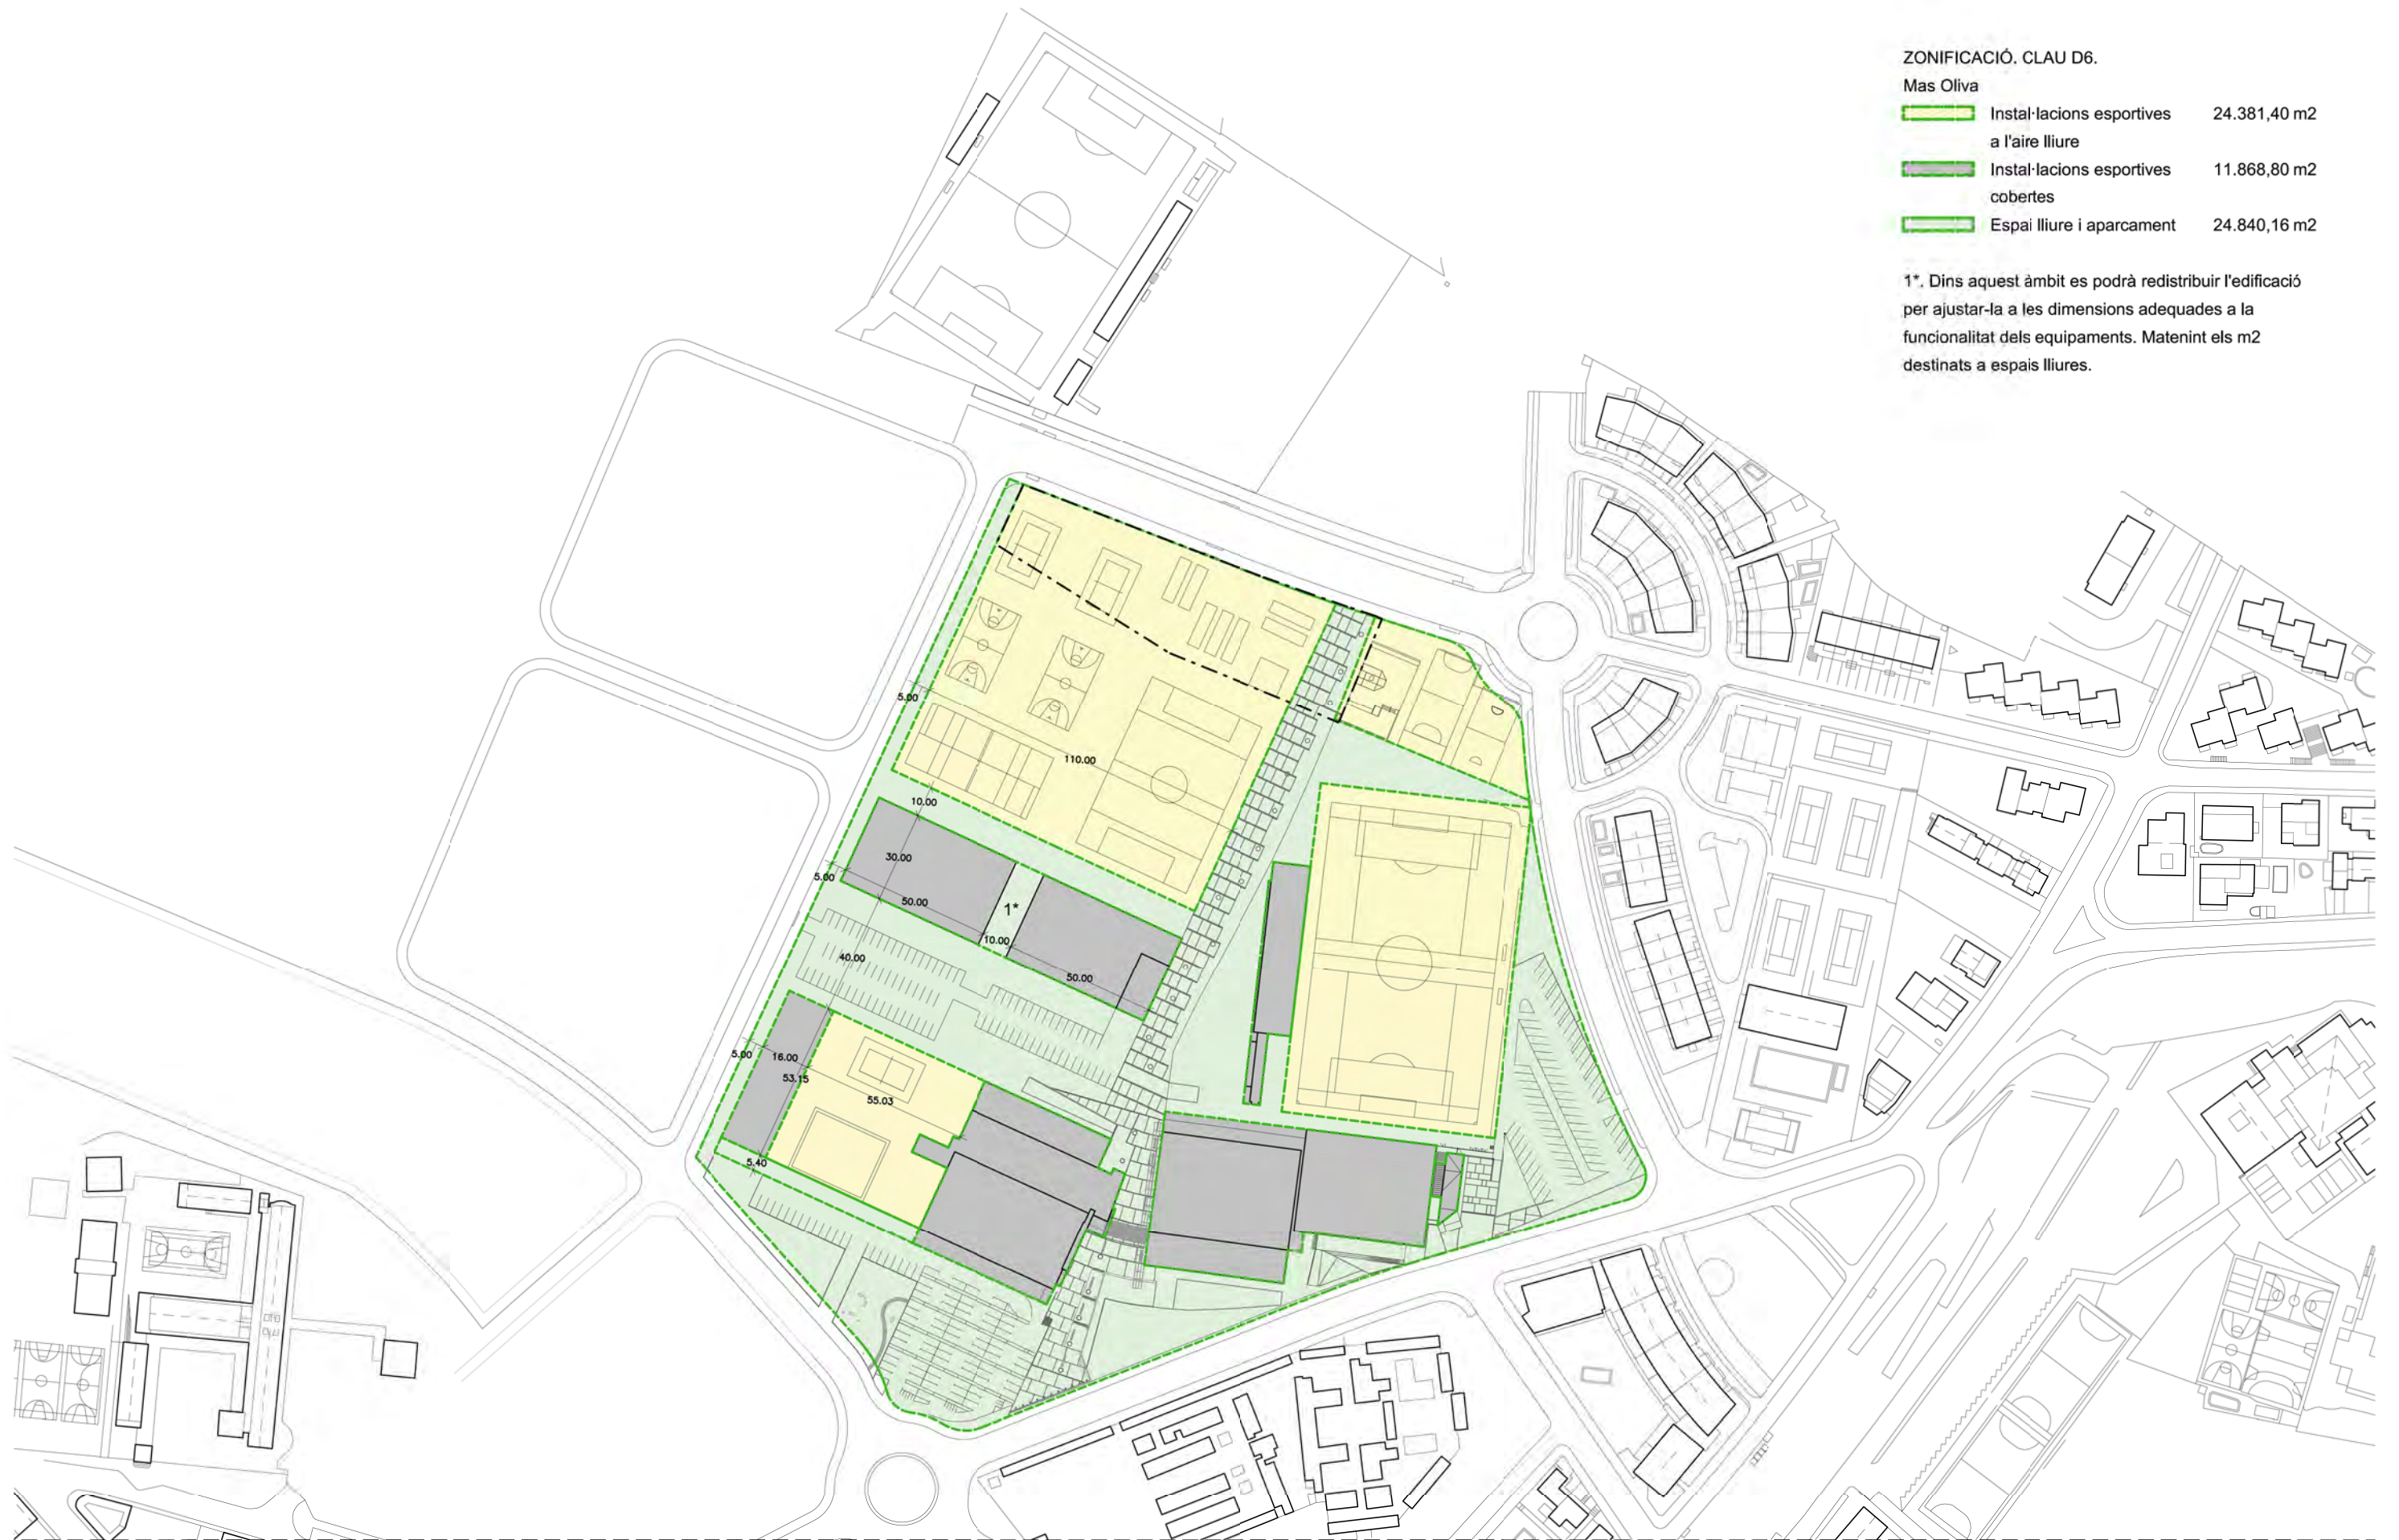 ZONIFICACIÓ. CLAU D6.
Mas Oliva
Instal·lacions esportives 24.381,40 m2
a l'aire lliure
Instal·lacions esportives 11.868,80 m2
cobertes
Espai lliure i aparcament 24.840,16 m2
1*. Dins aquest àmbit es podrà redistribuir l'edificació
per ajustar-la a les dimensions adequades a la
funcionalitat dels equipaments. Matenint els m2
destinats a espais lliures.
5.00
110.00
10.00
30.00
5.00
50.00
1*
10.00
40.00
50.00
5.00
16.00
53.15
55.03
5.40